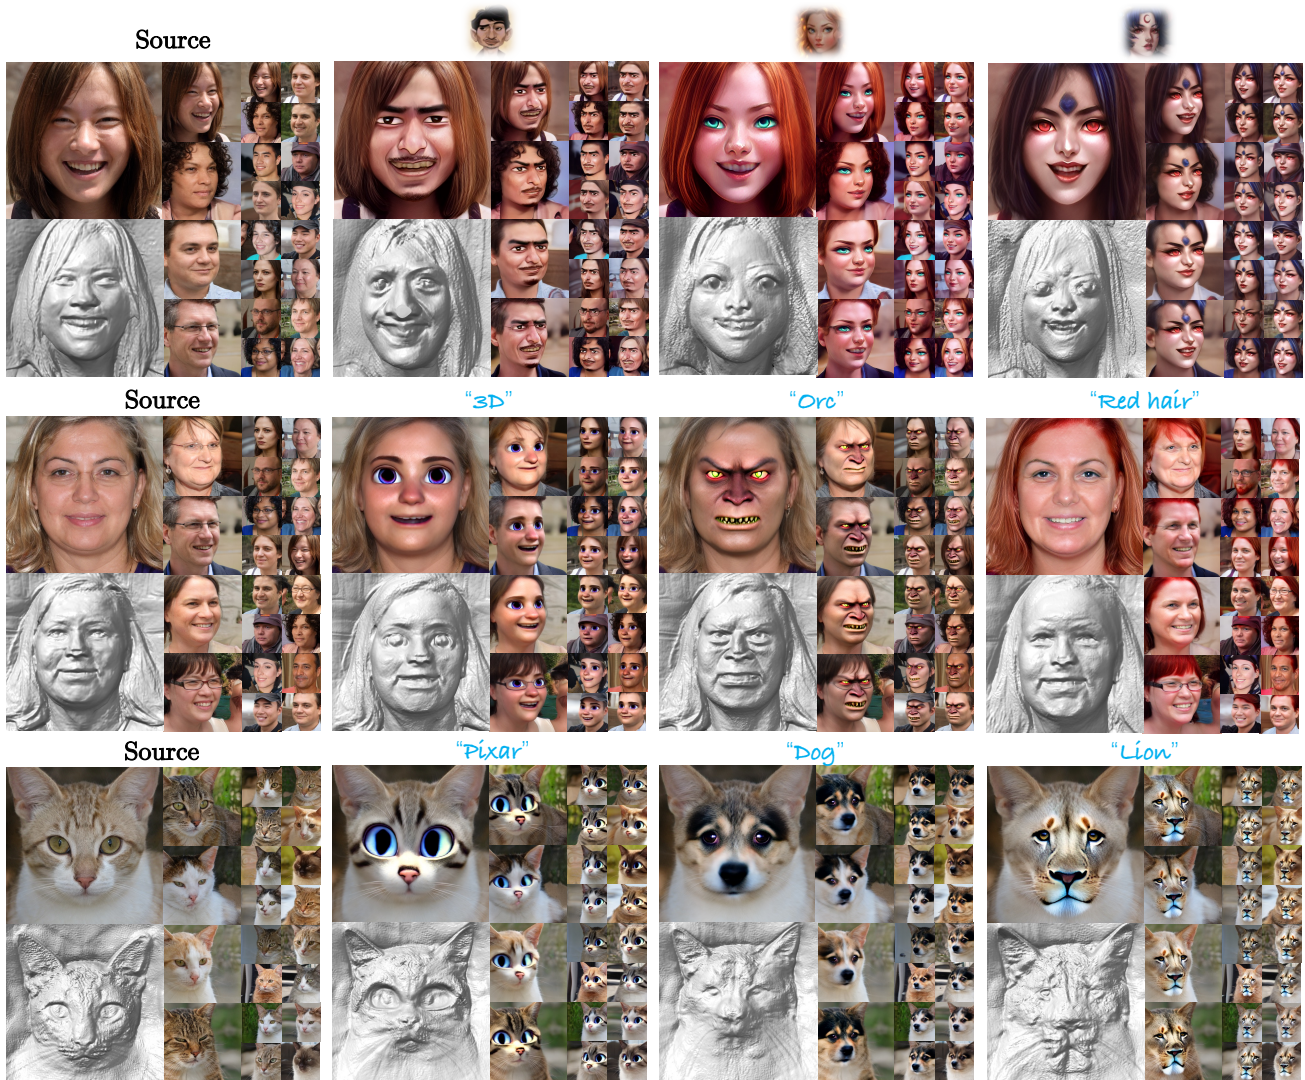 Source
Source
“3D”
“Orc”
“Red hair”
Source
“Pixar”
“Dog”
“Lion”